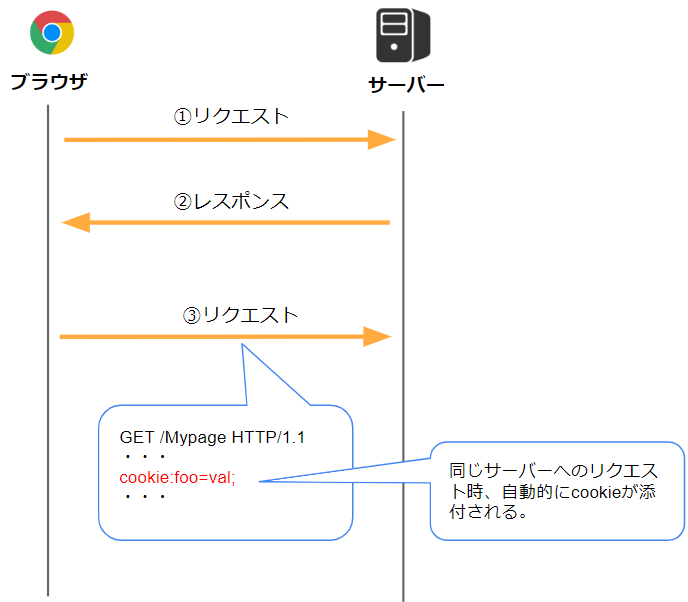 ブラウザ
サーバー
①リクエスト
②レスポンス
③リクエスト
GET /Mypage HTTP/1.1
・・・
cookie:foo=val;
・・・
同じサーバーへのリクエス
ト時、自動的にcookieが添
付される。